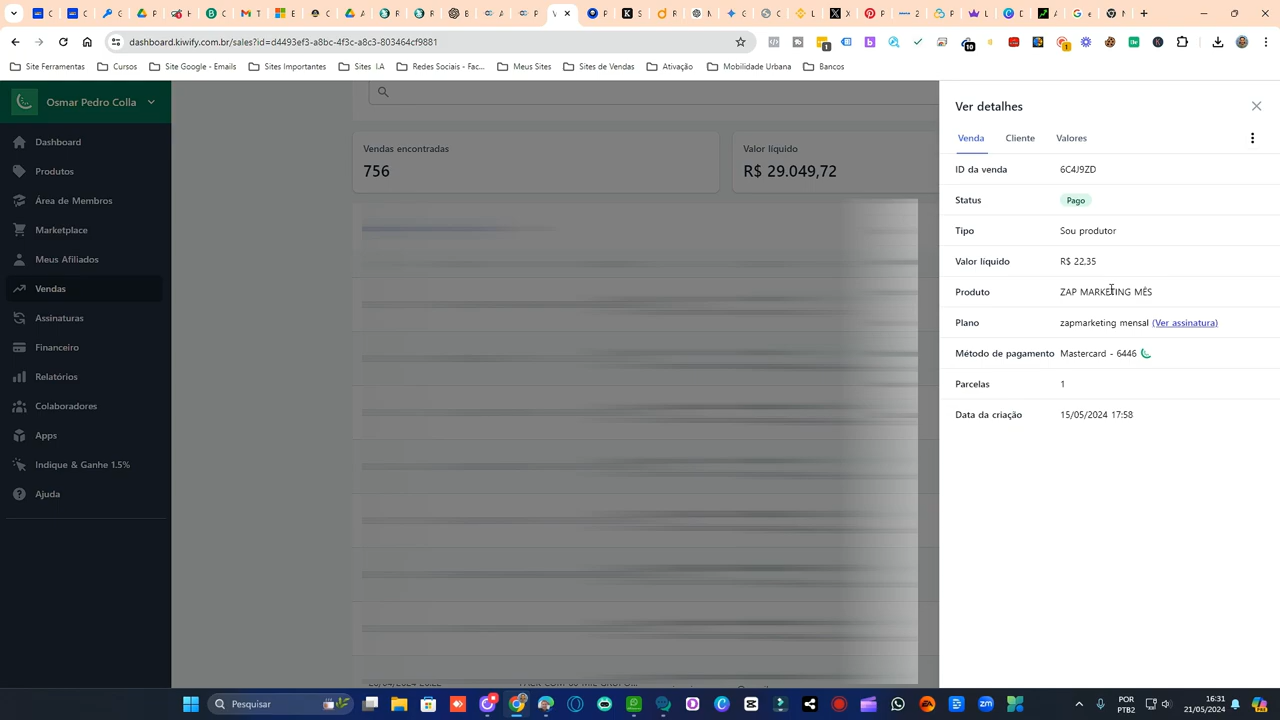 dashboard.kiwify.com.br/sales?id=d4493ef3-a8bc-4f3c-a8c3-803464cf9881
Site Ferramentas
Cursos
Site Google - Emails
Sites Importantes
Sites I.A
Redes Sociais - Fac...
Meus Sites
Sites de Vendas
Ativação
Mobilidade Urbana
Bancos
Osmar Pedro Colla
Dashboard
Produtos
Área de Membros
Marketplace
Meus Afiliados
Vendas
Assinaturas
Financeiro
Relatórios
Colaboradores
Apps
Indique & Ganhe 1.5%
Ajuda
Vendas encontradas
756
Valor líquido
R$ 29.049,72
Ver detalhes
Venda Cliente Valores
ID da venda 6C4J9ZD
Status Pago
Tipo Sou produtor
Valor líquido R$ 22,35
Produto ZAP MARKETING MÊS
Plano zapmarketing mensal (Ver assinatura)
Método de pagamento Mastercard - 6446
Parcelas 1
Data da criação 15/05/2024 17:58
Pesquisar
POR
PTB2
16:31
21/05/2024